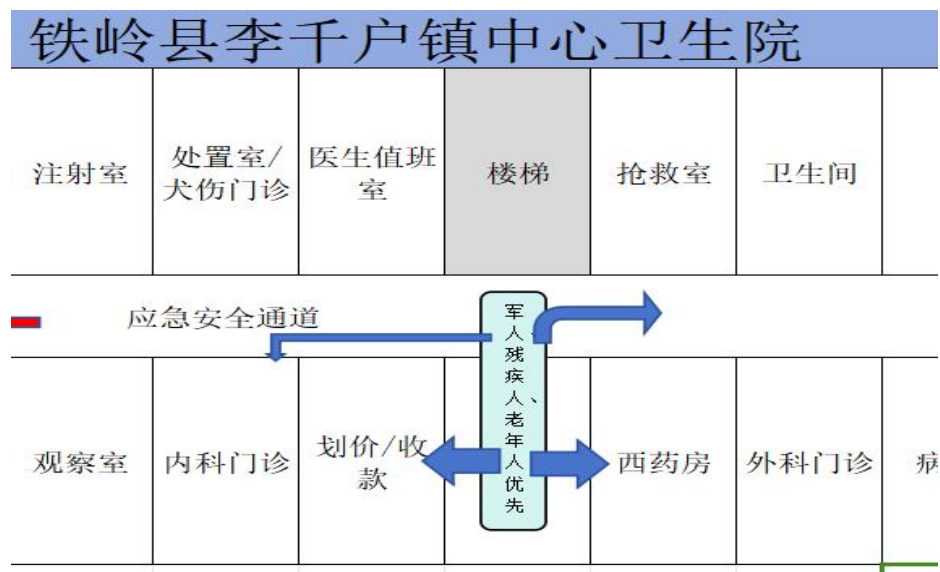 铁岭县李千户镇中心卫生院
注射室
处置室/
犬伤门诊
医生值班
室
楼梯
抢救室
卫生间
应急安全通道
军人、残疾人、老年人优先
观察室
内科门诊
划价/收
款
西药房
外科门诊
病